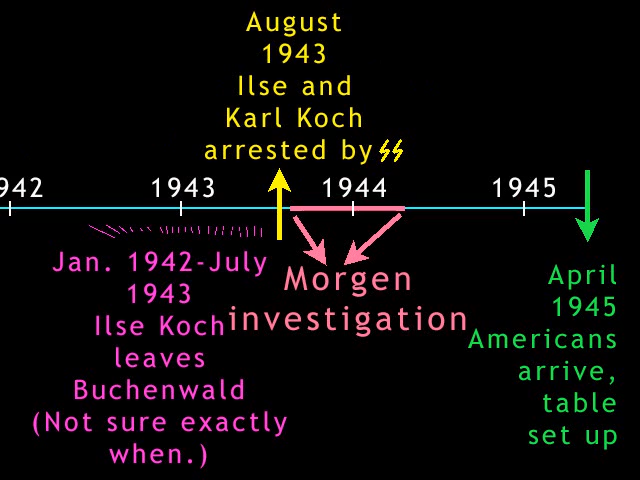 August
1943
Ilse and
Karl Koch
arrested by ᛋᛋ
942 1943 1944 1945
Jan. 1942-July
1943
Ilse Koch
leaves
Buchenwald
(Not sure exactly
when.)
Morgen
investigation
April
1945
Americans
arrive,
table
set up